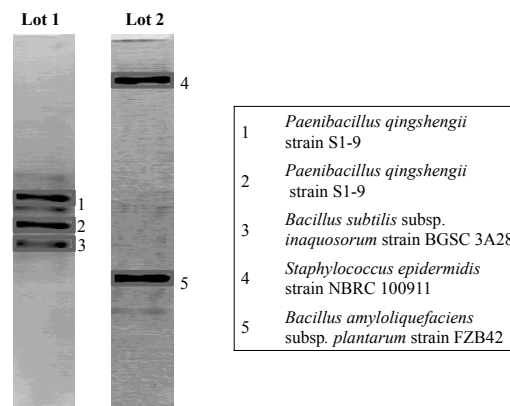 Lot 1 Lot 2
4
1
2
3
5
1 Paenibacillus qingshengii
strain S1-9
2 Paenibacillus qingshengii
strain S1-9
3 Bacillus subtilis subsp.
inaquosorum strain BGSC 3A28
4 Staphylococcus epidermidis
strain NBRC 100911
5 Bacillus amyloliquefaciens
subsp. plantarum strain FZB42